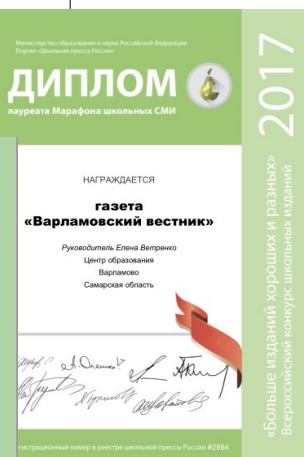 Министерство образования и науки Российской Федерации
Портал «Школьная пресса России»
ДИПЛОМ
лауреата Марафона школьных СМИ
2017
«Больше изданий хороших и разных»
Всероссийский конкурс школьных изданий
НАГРАЖДАЕТСЯ
газета
«Варламовский вестник»
Руководитель Елена Ветренко
Центр образования
Варламово
Самарская область
гистрационный номер в реестре школьной прессы России #2864